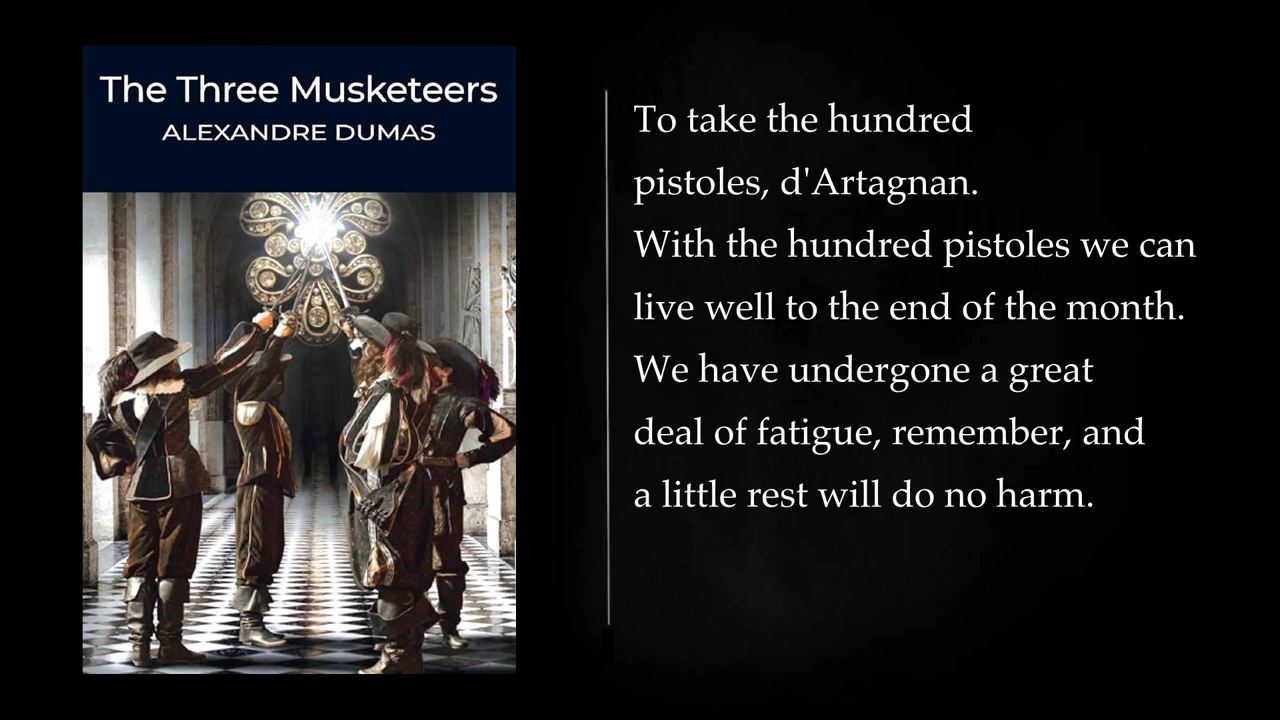 The Three Musketeers
ALEXANDRE DUMAS
To take the hundred
pistoles, d'Artagnan.
With the hundred pistoles we can
live well to the end of the month.
We have undergone a great
deal of fatigue, remember, and
a little rest will do no harm.